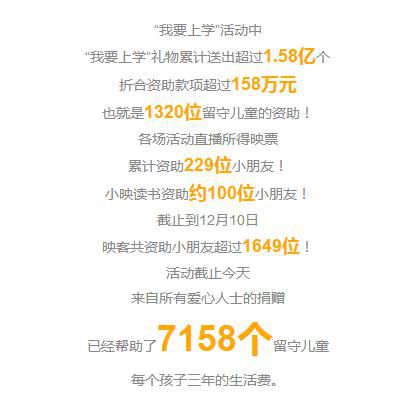 “我要上学”活动中
“我要上学”礼物累计送出超过1.58亿个
折合资助款项超过158万元
也就是1320位留守儿童的资助！
各场活动直播所得映票
累计资助229位小朋友！
小映读书资助约100位小朋友！
截止到12月10日
映客共资助小朋友超过1649位！
活动截止今天
来自所有爱心人士的捐赠
已经帮助了7158个留守儿童
每个孩子三年的生活费。